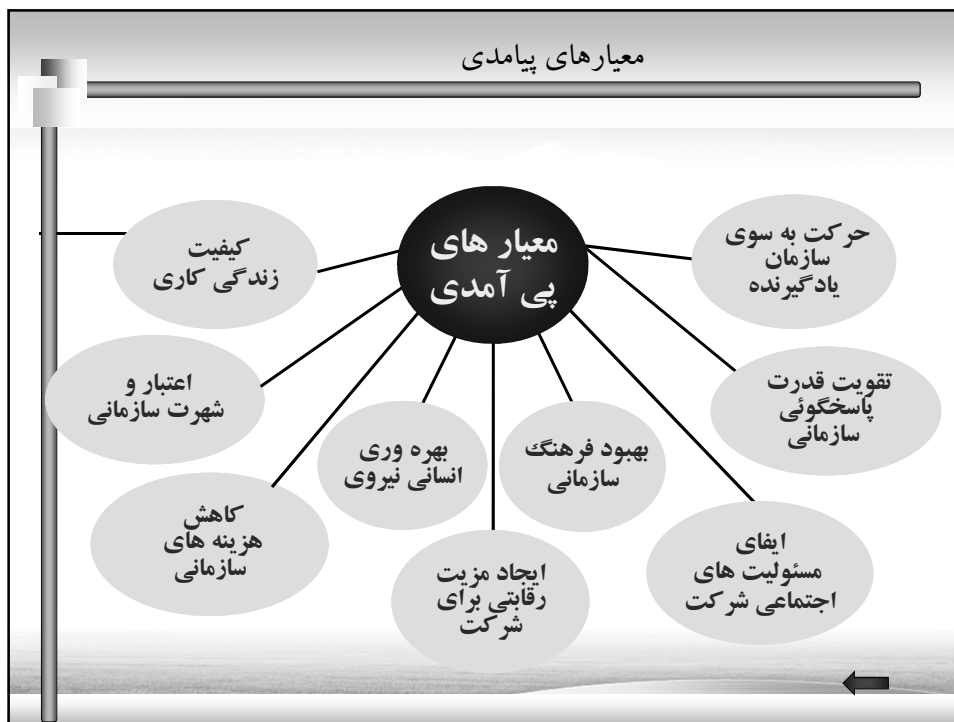 معیارهای پیامدی
معیار های
پی آمدی
حرکت به سوی
سازمان
یادگیرنده
تقویت قدرت
پاسخگوئی
سازمانی
ایفای
مسئولیت های
اجتماعی شرکت
بهبود فرهنگ
سازمانی
ایجاد مزیت
رقابتی برای
شرکت
بهره وری
انسانی نیروی
کاهش
هزینه های
سازمانی
اعتبار و
شهرت سازمانی
کیفیت
زندگی کاری